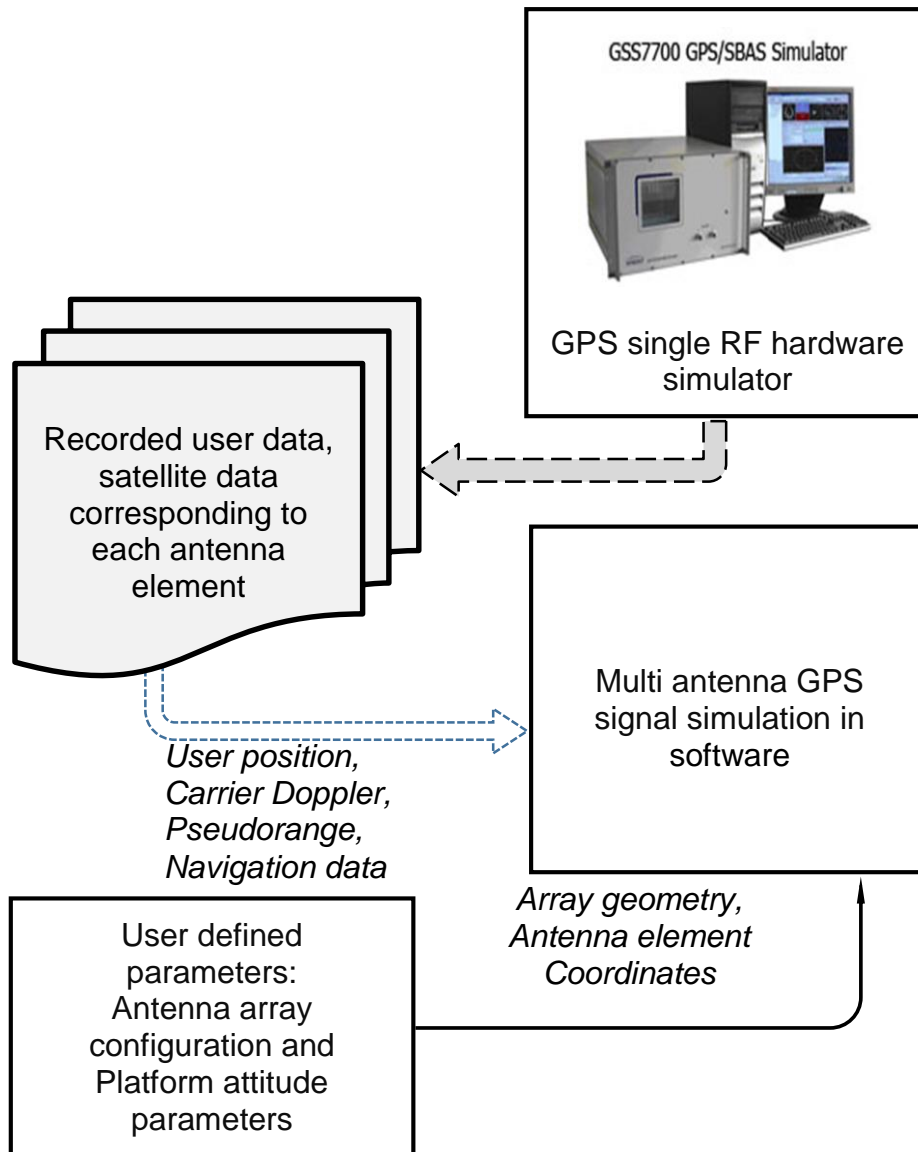 GSS7700 GPS/SBAS Simulator
GPS single RF hardware
simulator
Recorded user data,
satellite data
corresponding to
each antenna
element
Multi antenna GPS
signal simulation in
software
User position,
Carrier Doppler,
Pseudorange,
Navigation data
Array geometry,
Antenna element
Coordinates
User defined
parameters:
Antenna array
configuration and
Platform attitude
parameters